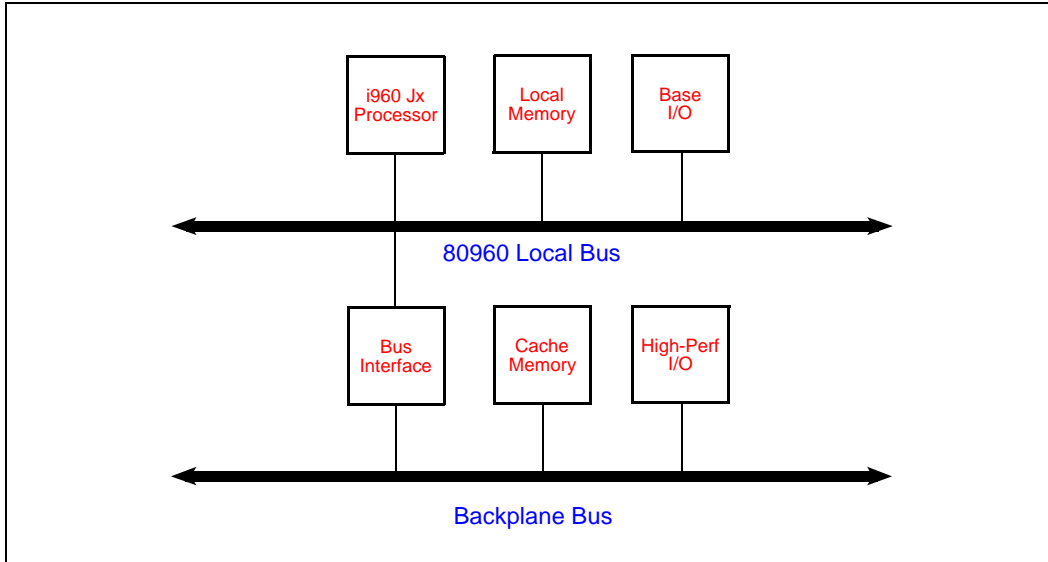 i960 Jx
Processor
Local
Memory
Base
I/O
80960 Local Bus
Bus
Interface
Cache
Memory
High-Perf
I/O
Backplane Bus